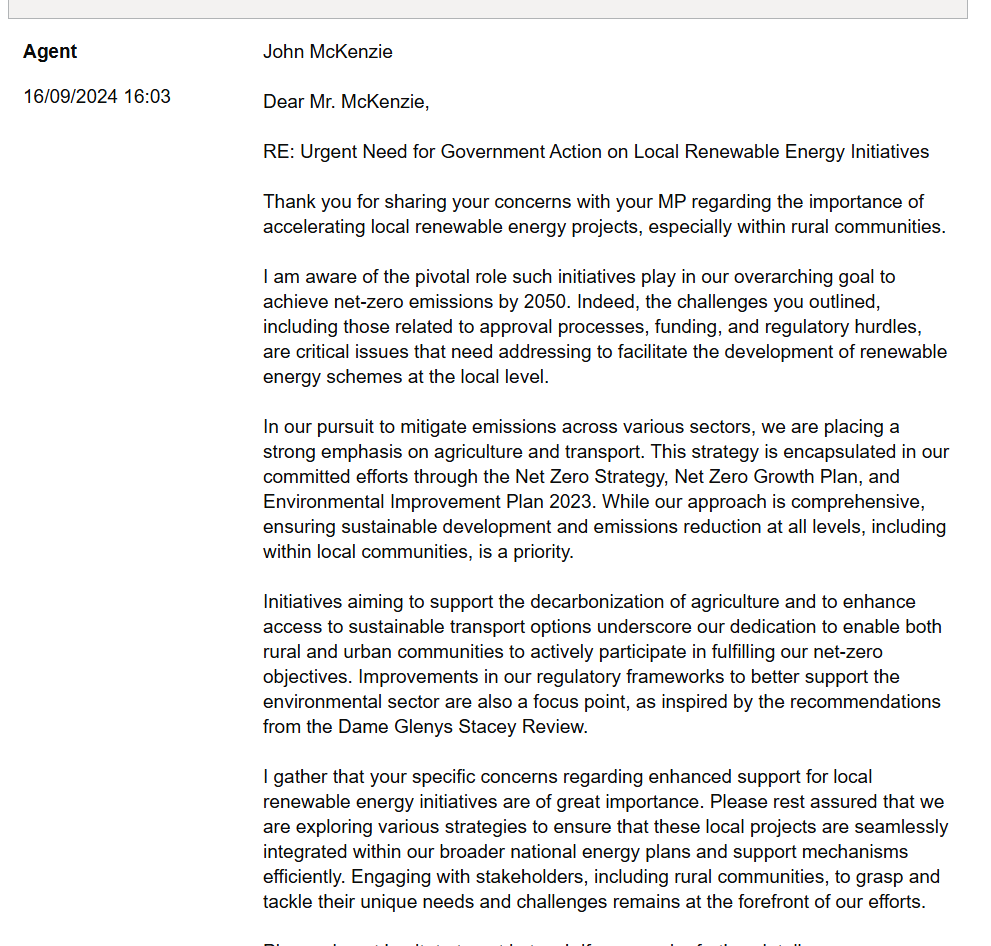 Agent
John McKenzie
16/09/2024 16:03
Dear Mr. McKenzie,
RE: Urgent Need for Government Action on Local Renewable Energy Initiatives
Thank you for sharing your concerns with your MP regarding the importance of
accelerating local renewable energy projects, especially within rural communities.
I am aware of the pivotal role such initiatives play in our overarching goal to
achieve net-zero emissions by 2050. Indeed, the challenges you outlined,
including those related to approval processes, funding, and regulatory hurdles,
are critical issues that need addressing to facilitate the development of renewable
energy schemes at the local level.
In our pursuit to mitigate emissions across various sectors, we are placing a
strong emphasis on agriculture and transport. This strategy is encapsulated in our
committed efforts through the Net Zero Strategy, Net Zero Growth Plan, and
Environmental Improvement Plan 2023. While our approach is comprehensive,
ensuring sustainable development and emissions reduction at all levels, including
within local communities, is a priority.
Initiatives aiming to support the decarbonization of agriculture and to enhance
access to sustainable transport options underscore our dedication to enable both
rural and urban communities to actively participate in fulfilling our net-zero
objectives. Improvements in our regulatory frameworks to better support the
environmental sector are also a focus point, as inspired by the recommendations
from the Dame Glenys Stacey Review.
I gather that your specific concerns regarding enhanced support for local
renewable energy initiatives are of great importance. Please rest assured that we
are exploring various strategies to ensure that these local projects are seamlessly
integrated within our broader national energy plans and support mechanisms
efficiently. Engaging with stakeholders, including rural communities, to grasp and
tackle their unique needs and challenges remains at the forefront of our efforts.